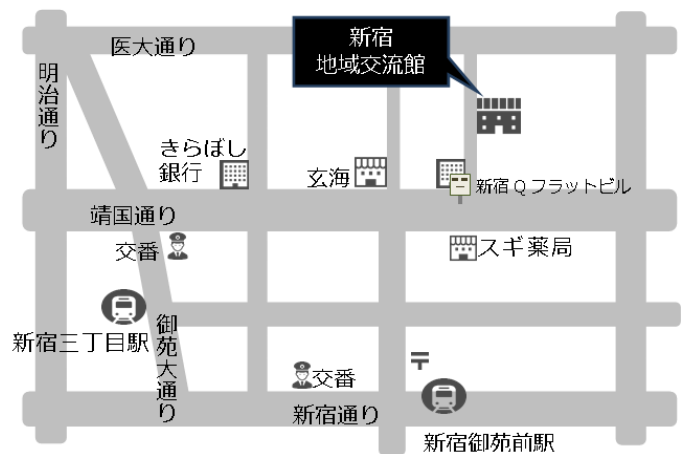 新宿
地域交流館
医大通り
明治通り
きらぼし
銀行
玄海
新宿Qフラットビル
靖国通り
交番
スギ薬局
新宿三丁目駅
御苑大通り
〒
交番
新宿通り
新宿御苑前駅